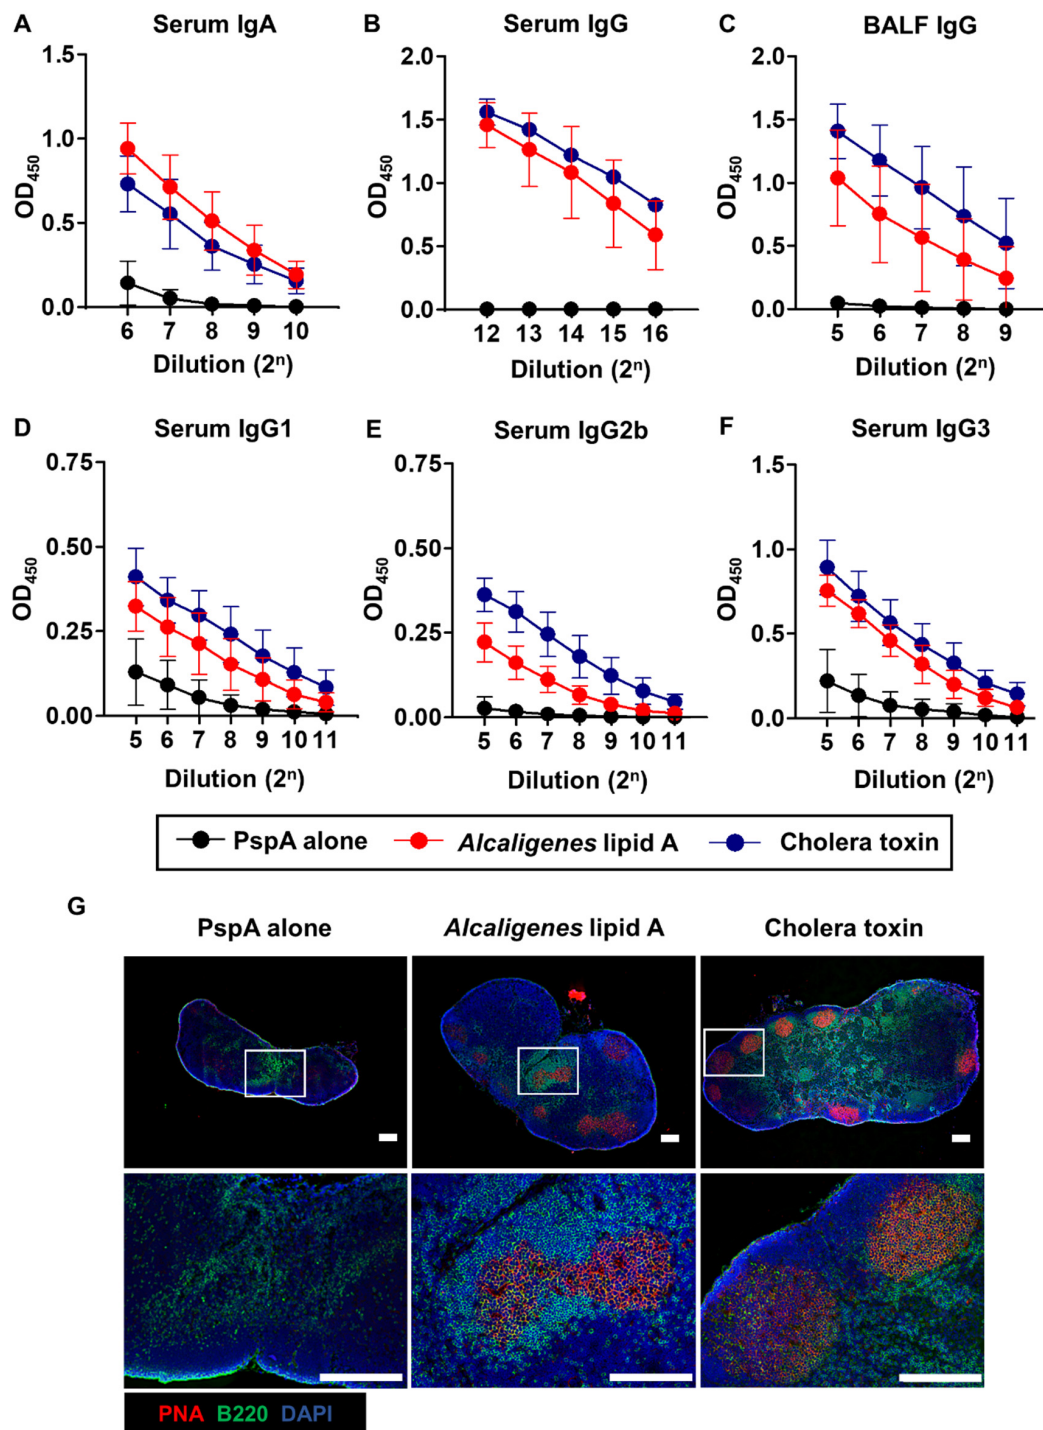 A Serum IgA
1.5
1.0
0.5
0.0
OD450
6 7 8 9 10
Dilution (2ⁿ)
B Serum IgG
2.0
1.5
1.0
0.5
0.0
OD450
12 13 14 15 16
Dilution (2ⁿ)
C BALF IgG
2.0
1.5
1.0
0.5
0.0
OD450
5 6 7 8 9
Dilution (2ⁿ)
D Serum IgG1
0.75
0.50
0.25
0.00
OD450
5 6 7 8 9 10 11
Dilution (2ⁿ)
E Serum IgG2b
0.75
0.50
0.25
0.00
OD450
5 6 7 8 9 10 11
Dilution (2ⁿ)
F Serum IgG3
1.5
1.0
0.5
0.0
OD450
5 6 7 8 9 10 11
Dilution (2ⁿ)
PspA alone Alcaligenes lipid A Cholera toxin
G
PspA alone Alcaligenes lipid A Cholera toxin
PNA B220 DAPI